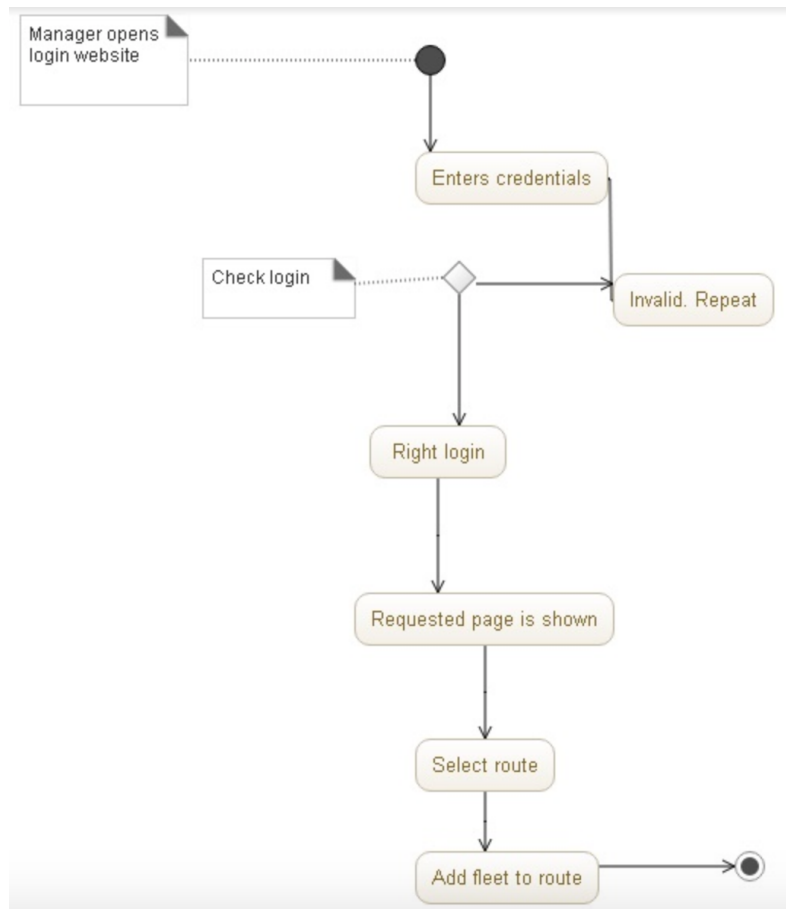 Manager opens
login website
Enters credentials
Check login
Invalid. Repeat
Right login
Requested page is shown
Select route
Add fleet to route